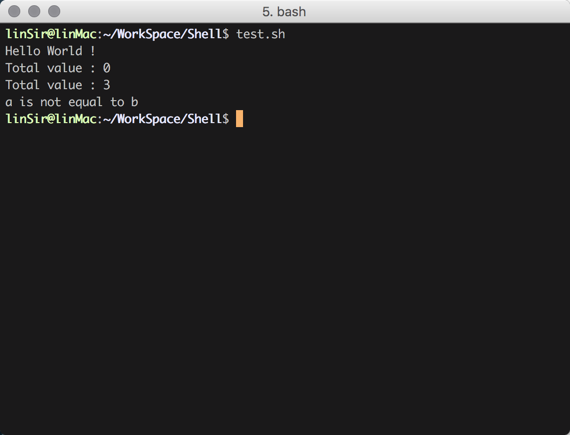 5. bash
linSir@linMac:~/WorkSpace/Shell$ test.sh
Hello World !
Total value : 0
Total value : 3
a is not equal to b
linSir@linMac:~/WorkSpace/Shell$